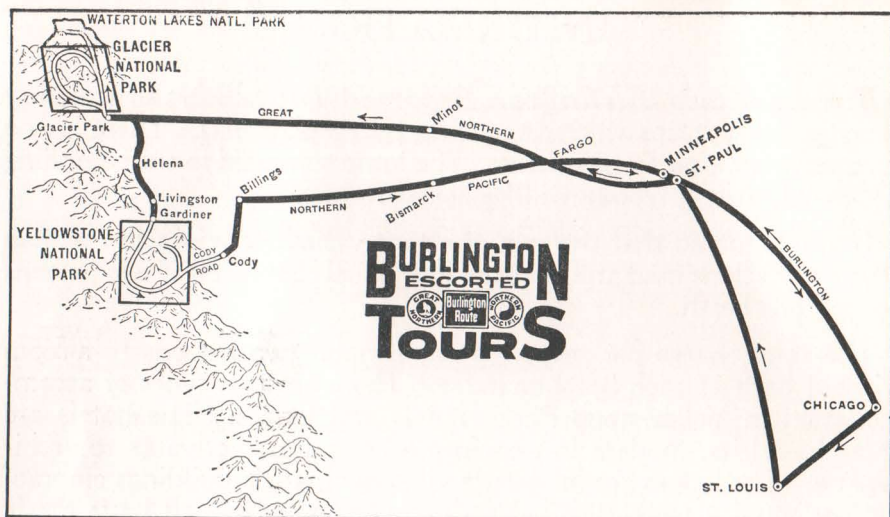 WATERTON LAKES NATL. PARK
GLACIER
NATIONAL
PARK
Glacier Park
GREAT
NORTHERN
Minot
FARGO
MINNEAPOLIS
ST. PAUL
Helena
Livingston
Gardiner
Billings
NORTHERN
Bismarck
PACIFIC
YELLOWSTONE
NATIONAL
PARK
CODY
ROAD
Cody
BURLINGTON
BURLINGTON
ESCORTED
GREAT
NORTHERN
Burlington
Route
NORTHERN
PACIFIC
TOURS
CHICAGO
ST. LOUIS